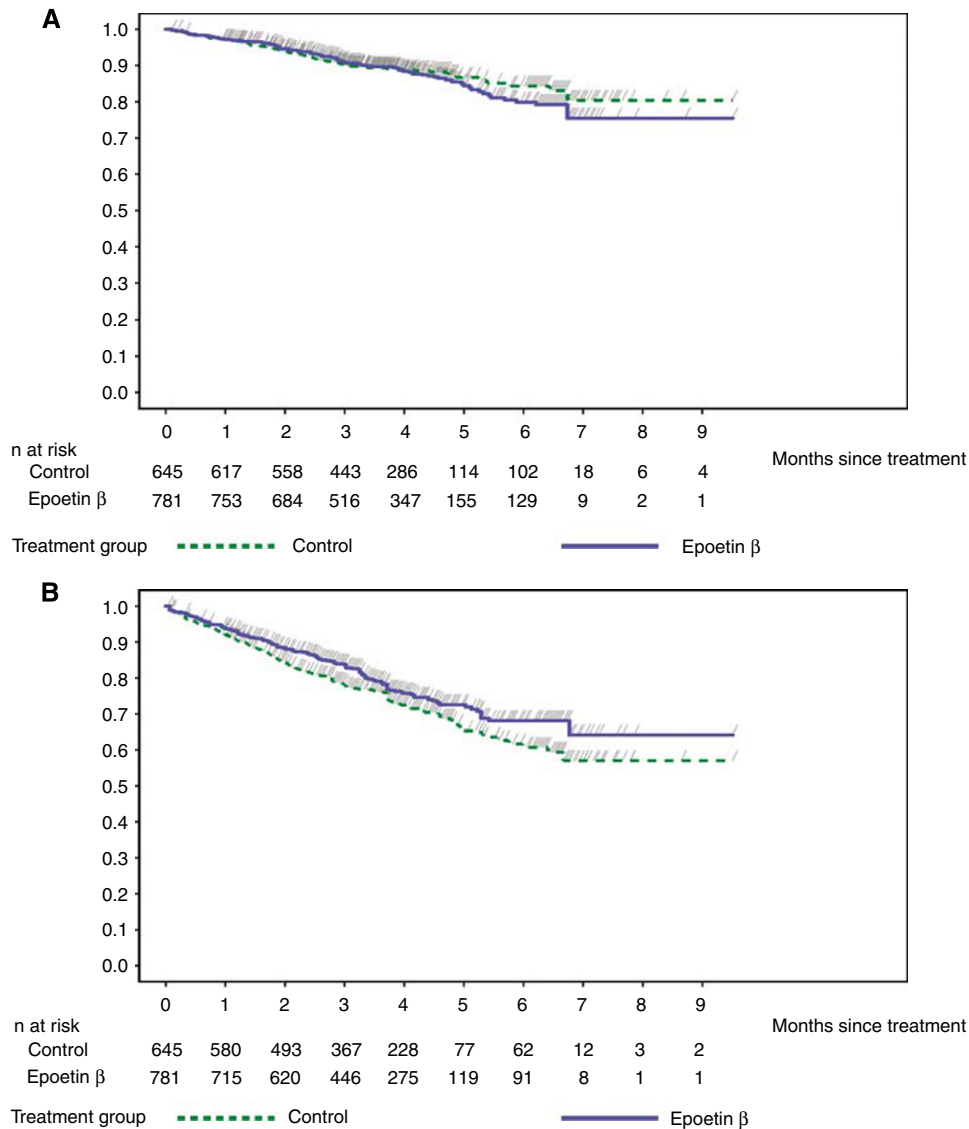 A
1.0
0.9
0.8
0.7
0.6
0.5
0.4
0.3
0.2
0.1
0.0
0 1 2 3 4 5 6 7 8 9
n at risk
Months since treatment
Control 645 617 558 443 286 114 102 18 6 4
Epoetin β 781 753 684 516 347 155 129 9 2 1
Treatment group Control Epoetin β
B
1.0
0.9
0.8
0.7
0.6
0.5
0.4
0.3
0.2
0.1
0.0
0 1 2 3 4 5 6 7 8 9
n at risk Months since treatment
Control 645 580 493 367 228 77 62 12 3 2
Epoetin β 781 715 620 446 275 119 91 8 1 1
Treatment group Control Epoetin β